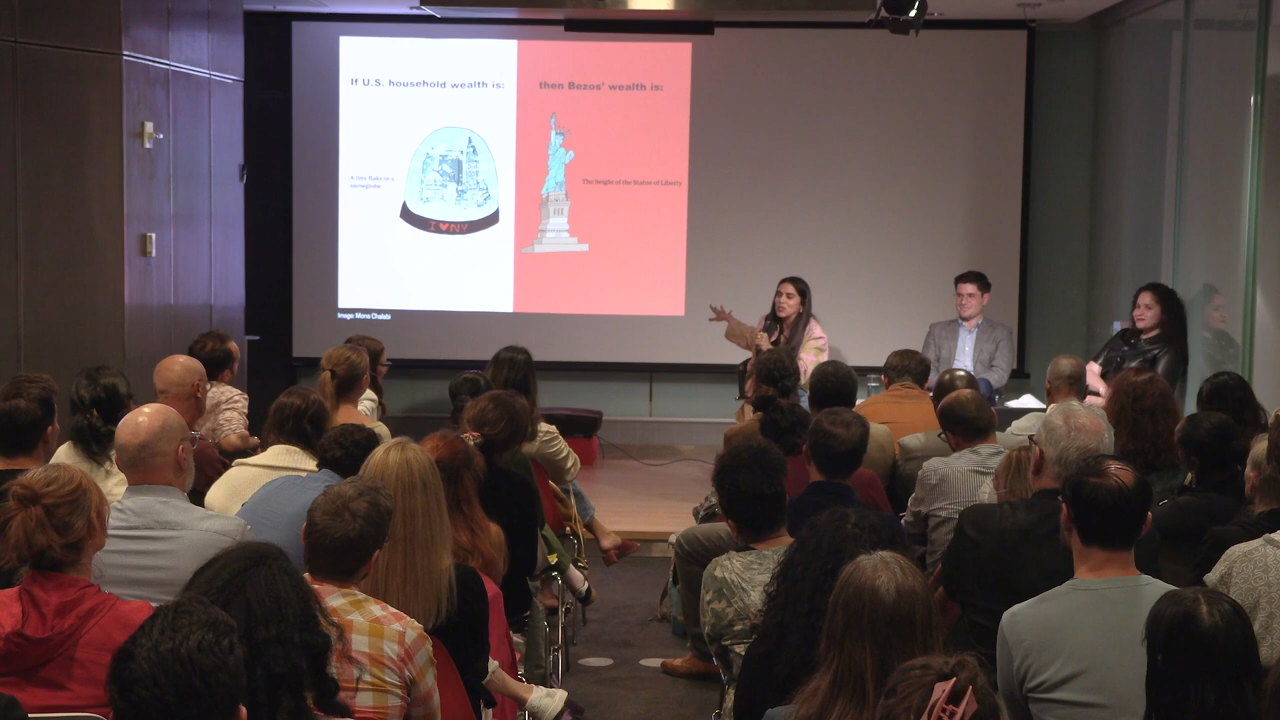 If U.S. household wealth is:
then Bezos' wealth is:
A tiny flake in a
snowglobe
The height of the Statue of Liberty
I ♥ NY
Image: Mona Chalabi